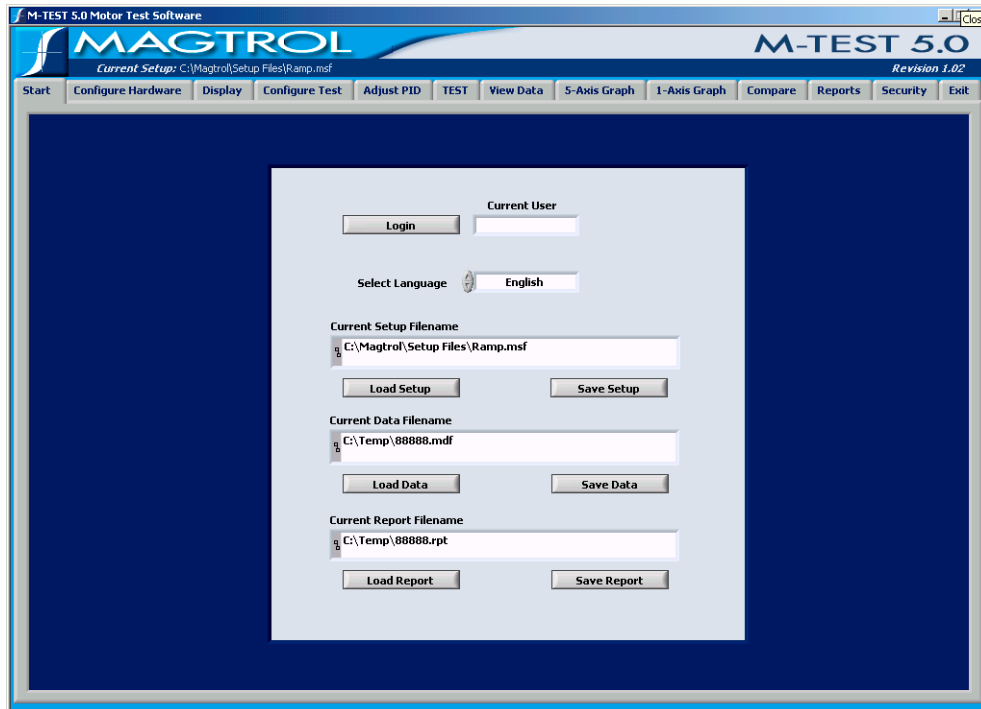 M-TEST 5.0 Motor Test Software
Clos
MAGTROL
M-TEST 5.0
Current Setup: C:\Magtrol\Setup Files\Ramp.msf
Revision 1.02
Start Configure Hardware Display Configure Test Adjust PID TEST View Data 5-Axis Graph 1-Axis Graph Compare Reports Security Exit
Current User
Login
Select Language English
Current Setup Filename
C:\Magtrol\Setup Files\Ramp.msf
Load Setup Save Setup
Current Data Filename
C:\Temp\88888.mdf
Load Data Save Data
Current Report Filename
C:\Temp\88888.rpt
Load Report Save Report